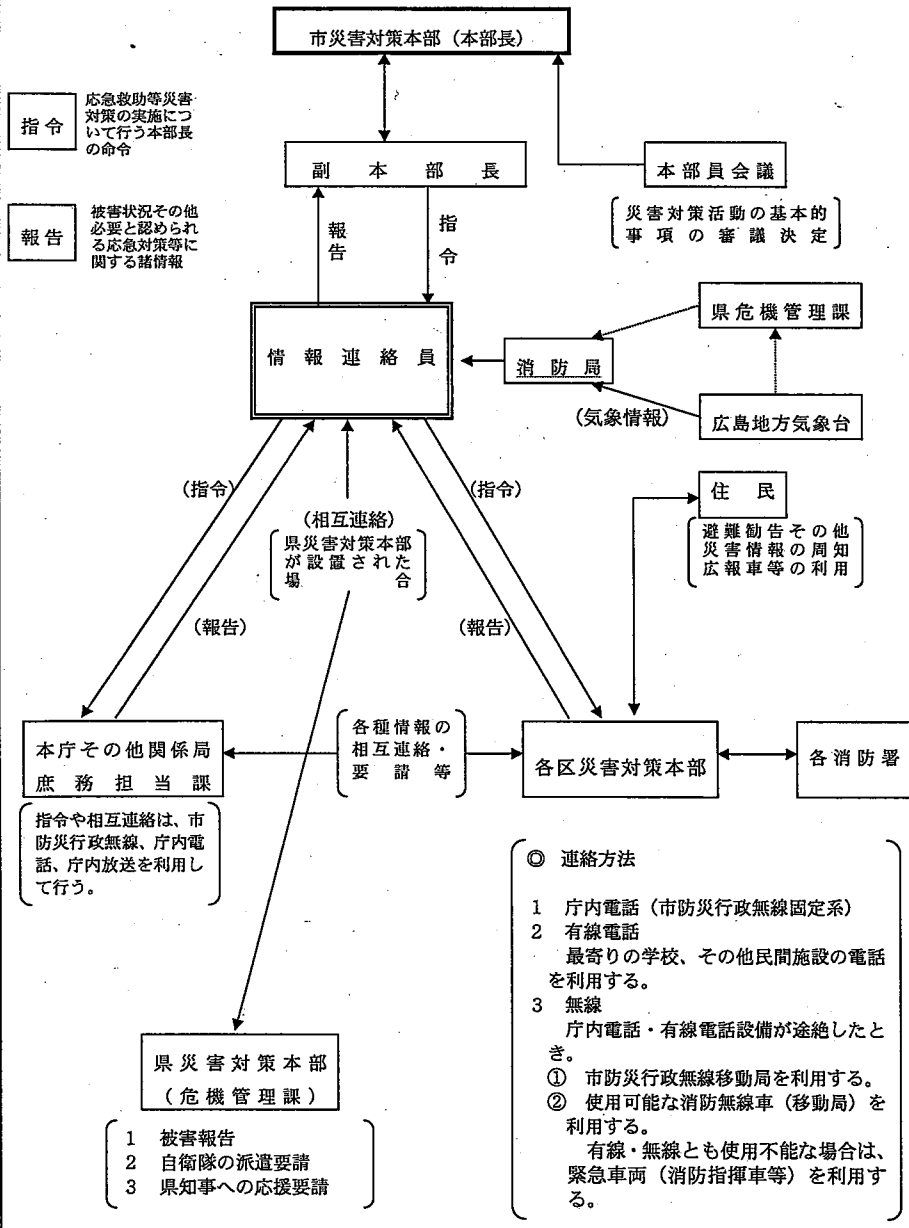 市災害対策本部（本部長）
指令
応急救助等災害
対策の実施につ
いて行う本部長
の命令
副本部長
本部員会議
災害対策活動の基本的
事項の審議決定
報告
被害状況その他
必要と認められ
る応急対策等に
関する諸情報
報告
指令
県危機管理課
情報連絡員
消防局
（気象情報）
広島地方気象台
（指令）
（指令）
住民
避難勧告その他
災害情報の周知
広報車等の利用
（相互連絡）
県災害対策本部
が設置された
場合
（報告）
（報告）
本庁その他関係局
庶務担当課
各種情報の
相互連絡・
要請等
各区災害対策本部
各消防署
指令や相互連絡は、市
防災行政無線、庁内電
話、庁内放送を利用し
て行う。
◎ 連絡方法
1 庁内電話（市防災行政無線固定系）
2 有線電話
最寄りの学校、その他民間施設の電話
を利用する。
3 無線
庁内電話・有線電話設備が途絶したと
き。
① 市防災行政無線移動局を利用する。
② 使用可能な消防無線車（移動局）を
利用する。
有線・無線とも使用不能な場合は、
緊急車両（消防指揮車等）を利用す
る。
県災害対策本部
（危機管理課）
1 被害報告
2 自衛隊の派遣要請
3 県知事への応援要請